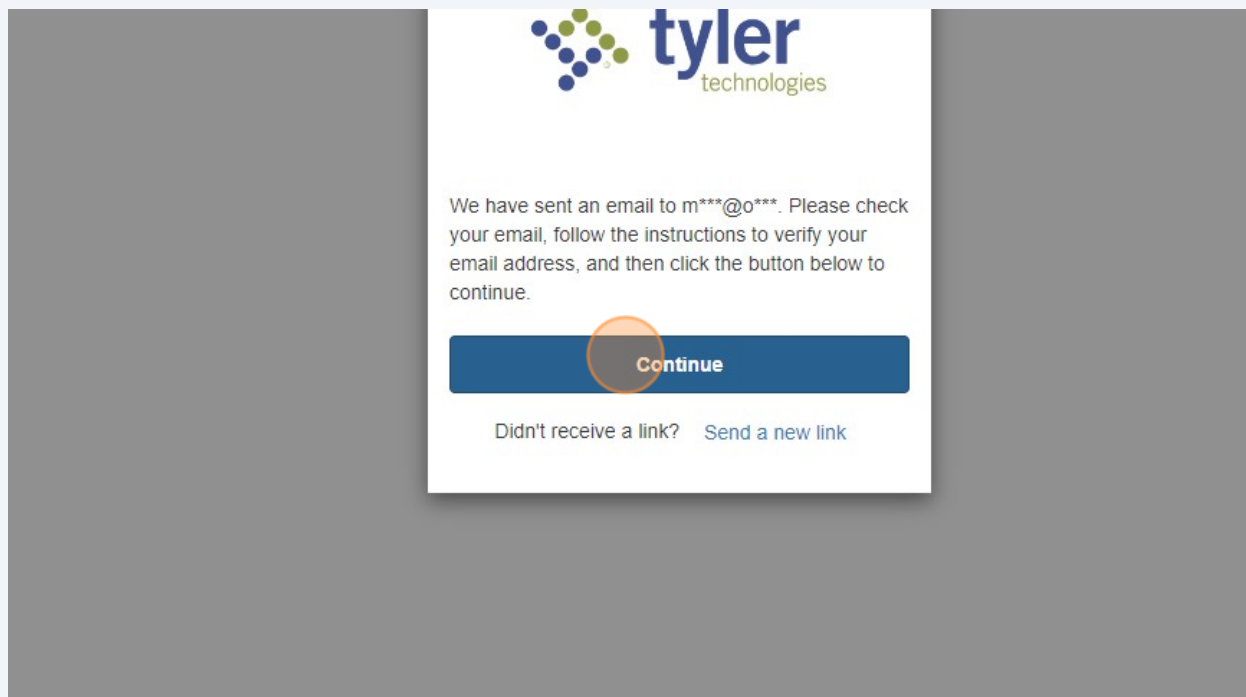 tyler
technologies
We have sent an email to m***@o***. Please check
your email, follow the instructions to verify your
email address, and then click the button below to
continue.
Continue
Didn't receive a link? Send a new link